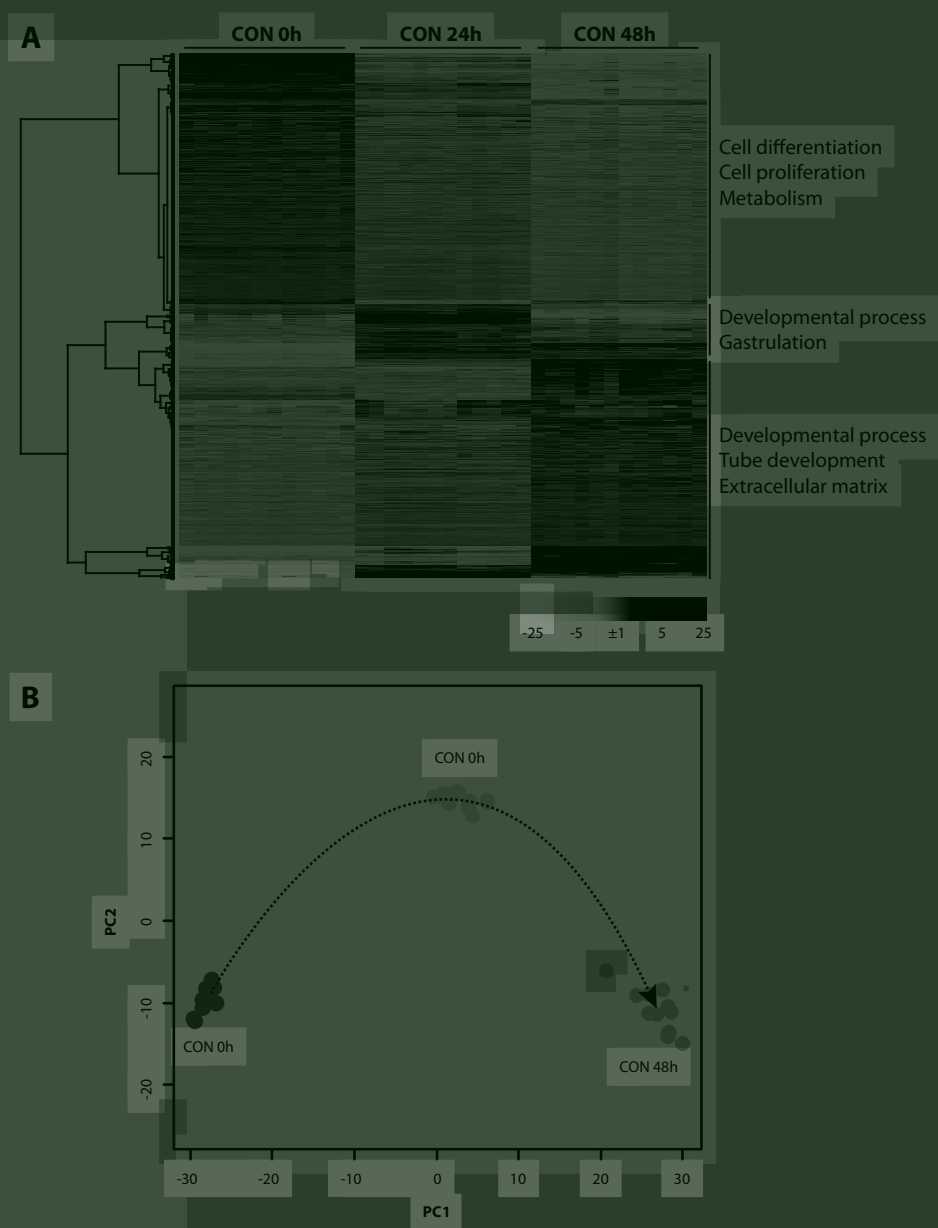 A
CON 0h CON 24h CON 48h
Cell differentiation
Cell proliferation
Metabolism
Developmental process
Gastrulation
Developmental process
Tube development
Extracellular matrix
-25 -5 ±1 5 25
B
20
10
0
-10
-20
PC2
CON 0h
CON 0h
CON 48h
-30 -20 -10 0 10 20 30
PC1